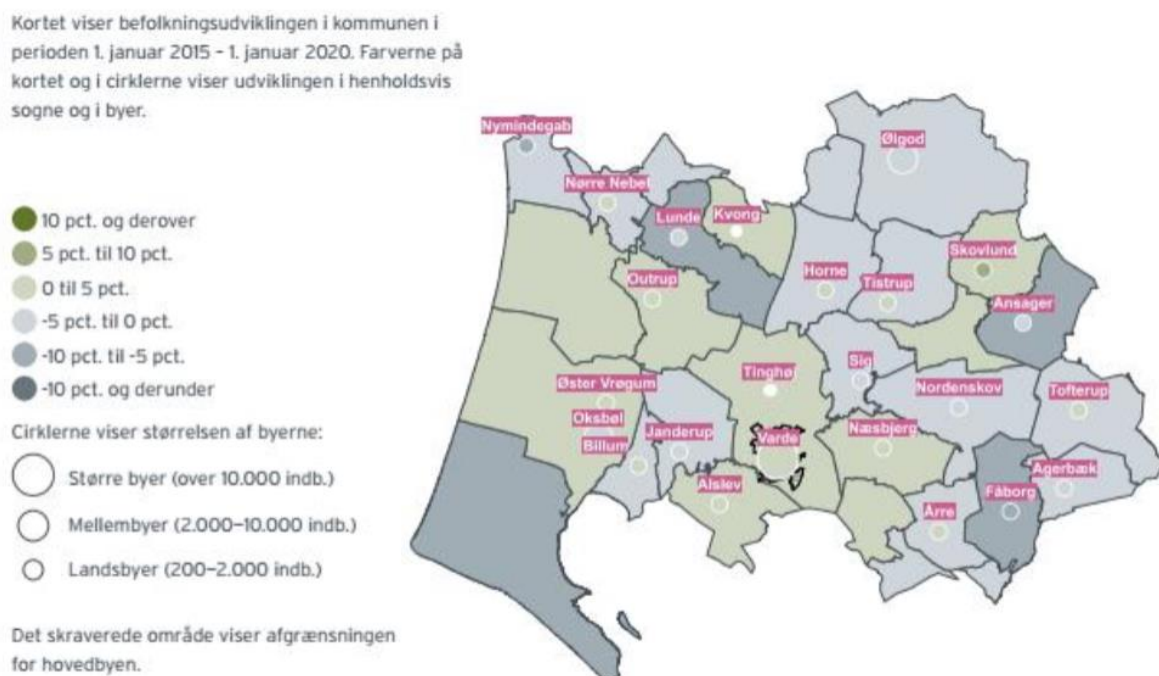 Kortet viser befolkningsudviklingen i kommunen i
perioden 1. januar 2015 - 1. januar 2020. Farverne på
kortet og i cirklerne viser udviklingen i henholdsvis
sogne og i byer.
10 pct. og derover
5 pct. til 10 pct.
0 til 5 pct.
-5 pct. til 0 pct.
-10 pct. til -5 pct.
-10 pct. og derunder
Cirklerne viser størrelsen af byerne:
Større byer (over 10.000 indb.)
Mellembyer (2.000–10.000 indb.)
Landsbyer (200–2.000 indb.)
Det skraverede område viser afgrænsningen
for hovedbyen.
Nymindegab
Ølgod
Nørre Nebel
Lunde
Kvong
Skovlund
Outrup
Horne
Tistrup
Ansager
Sig
Tinghøj
Øster Vrøgum
Nordenskov
Tofterup
Oksbøl
Billum
Janderup
Varde
Næsbjerg
Alslev
Agerbæk
Fåborg
Årre